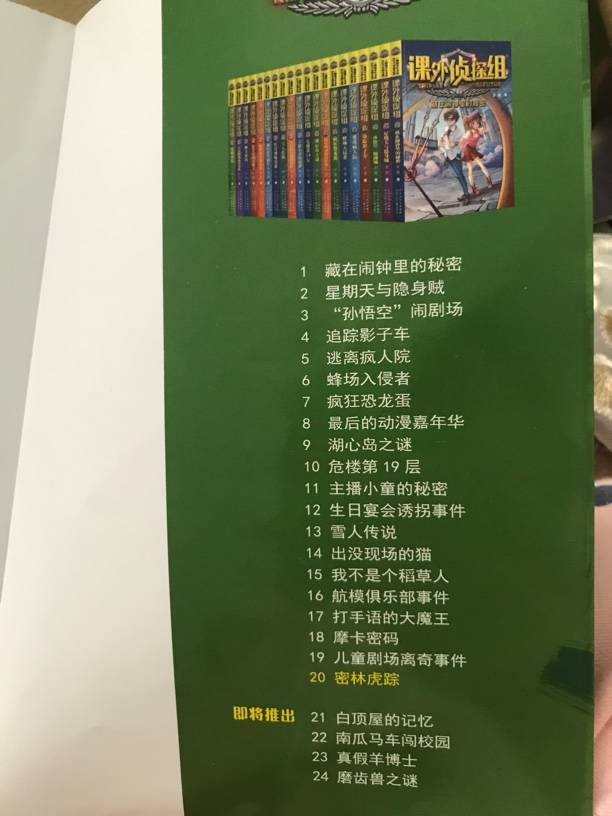 课外侦探组
1 藏在闹钟里的秘密
2 星期天与隐身贼
3 “孙悟空”闹剧场
4 追踪影子车
5 逃离疯人院
6 蜂场入侵者
7 疯狂恐龙蛋
8 最后的动漫嘉年华
9 湖心岛之谜
10 危楼第19层
11 主播小童的秘密
12 生日宴会诱拐事件
13 雪人传说
14 出没现场的猫
15 我不是个稻草人
16 航模俱乐部事件
17 打手语的大魔王
18 摩卡密码
19 儿童剧场离奇事件
20 密林虎踪
即将推出 21 白顶屋的记忆
22 南瓜马车闯校园
23 真假羊博士
24 磨齿兽之谜